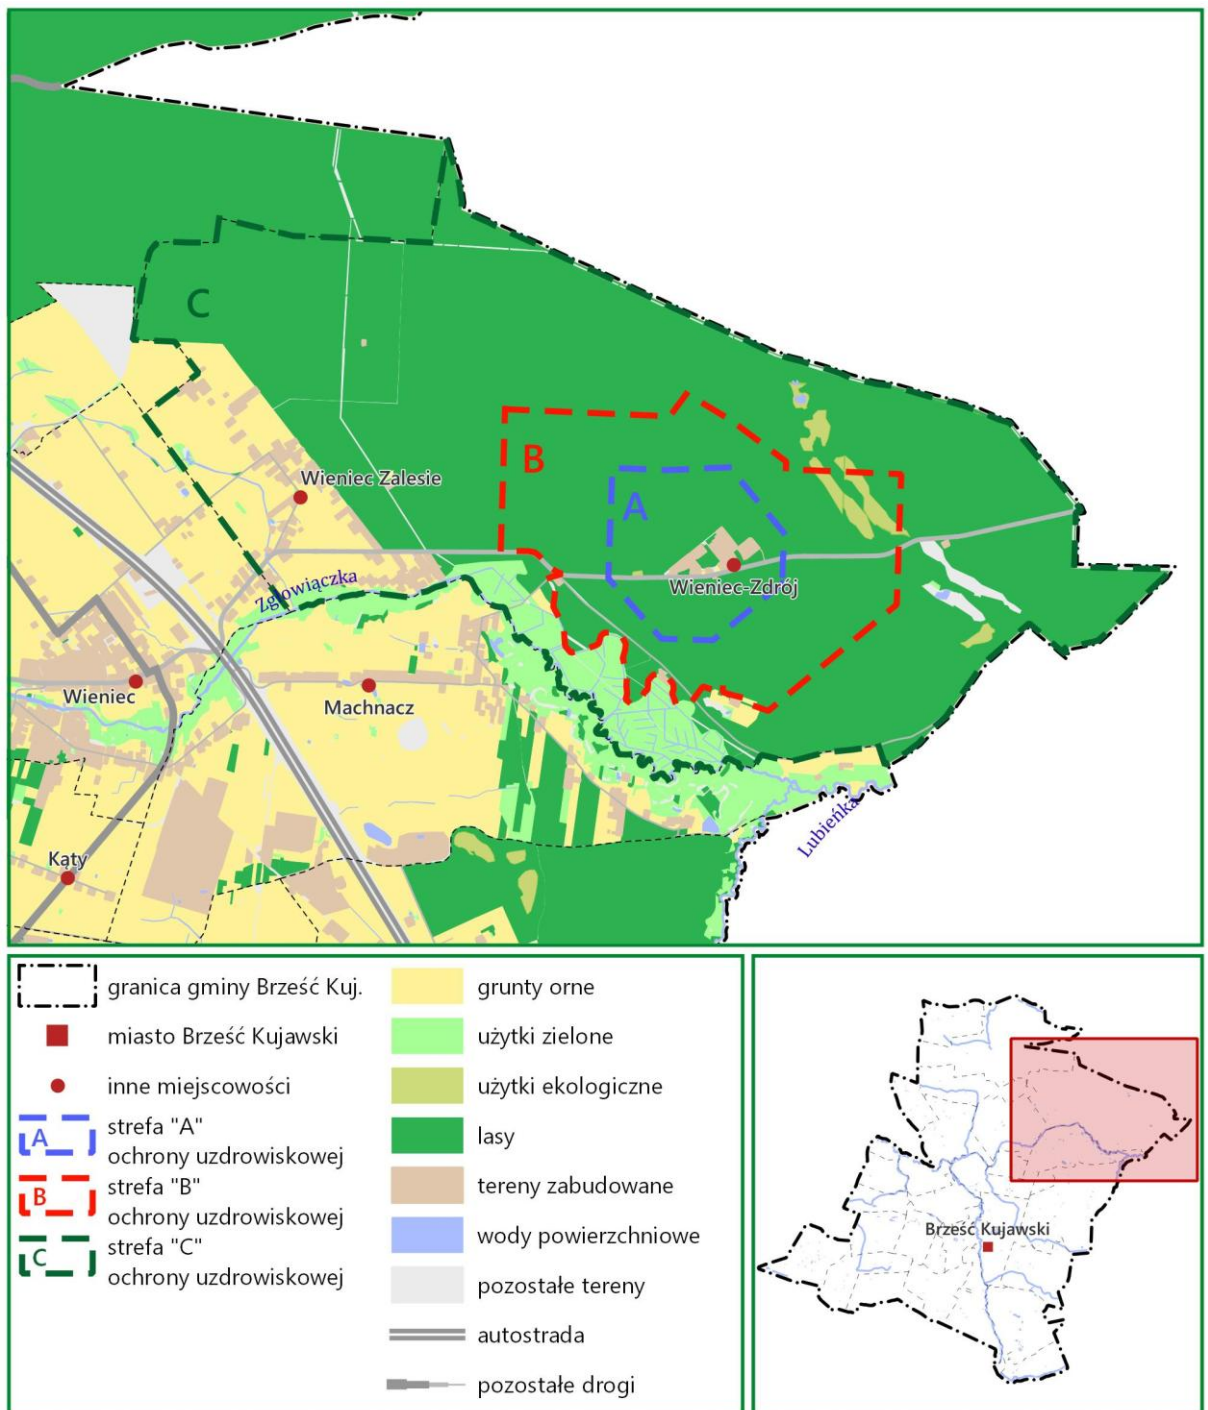 C
B
A
Wieniec Zalesie
Zgłowiączka
Wieniec-Zdrój
Wieniec
Machnacz
Lubieńka
Kąty
granica gminy Brześć Kuj.
miasto Brześć Kujawski
inne miejscowości
A
strefa "A"
ochrony uzdrowiskowej
B
strefa "B"
ochrony uzdrowiskowej
C
strefa "C"
ochrony uzdrowiskowej
grunty orne
użytki zielone
użytki ekologiczne
lasy
tereny zabudowane
wody powierzchniowe
pozostałe tereny
autostrada
pozostałe drogi
Brześć Kujawski